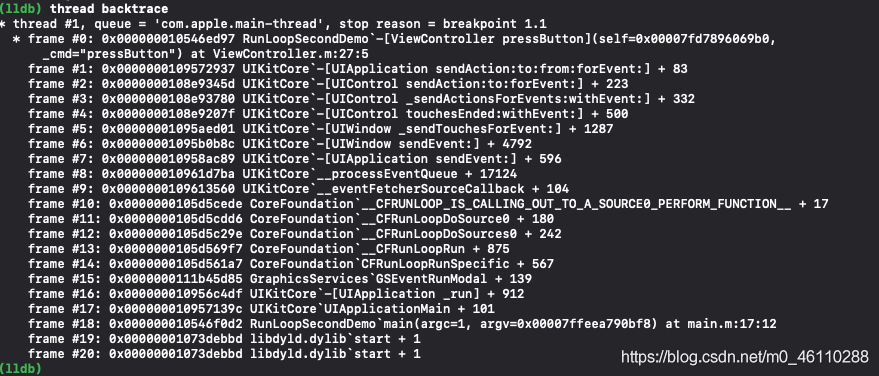 (lldb) thread backtrace
* thread #1, queue = 'com.apple.main-thread', stop reason = breakpoint 1.1
* frame #0: 0x000000010546ed97 RunLoopSecondDemo`-[ViewController pressButton](self=0x00007fd7896069b0,
_cmd="pressButton") at ViewController.m:27:5
frame #1: 0x0000000109572937 UIKitCore`-[UIApplication sendAction:to:from:forEvent:] + 83
frame #2: 0x0000000108e9345d UIKitCore`-[UIControl sendAction:to:forEvent:] + 223
frame #3: 0x0000000108e93780 UIKitCore`-[UIControl _sendActionsForEvents:withEvent:] + 332
frame #4: 0x0000000108e9207f UIKitCore`-[UIControl touchesEnded:withEvent:] + 500
frame #5: 0x00000001095aed01 UIKitCore`-[UIWindow _sendTouchesForEvent:] + 1287
frame #6: 0x00000001095b0b8c UIKitCore`-[UIWindow sendEvent:] + 4792
frame #7: 0x000000010958ac89 UIKitCore`-[UIApplication sendEvent:] + 596
frame #8: 0x000000010961d7ba UIKitCore`__processEventQueue + 17124
frame #9: 0x0000000109613560 UIKitCore`__eventFetcherSourceCallback + 104
frame #10: 0x0000000105d5cede CoreFoundation`__CFRUNLOOP_IS_CALLING_OUT_TO_A_SOURCE0_PERFORM_FUNCTION__ + 17
frame #11: 0x0000000105d5cdd6 CoreFoundation`__CFRunLoopDoSource0 + 180
frame #12: 0x0000000105d5c29e CoreFoundation`__CFRunLoopDoSources0 + 242
frame #13: 0x0000000105d569f7 CoreFoundation`__CFRunLoopRun + 875
frame #14: 0x0000000105d561a7 CoreFoundation`CFRunLoopRunSpecific + 567
frame #15: 0x0000000111b45d85 GraphicsServices`GSEventRunModal + 139
frame #16: 0x000000010956c4df UIKitCore`-[UIApplication _run] + 912
frame #17: 0x000000010957139c UIKitCore`UIApplicationMain + 101
frame #18: 0x000000010546f0d2 RunLoopSecondDemo`main(argc=1, argv=0x00007ffeea790bf8) at main.m:17:12
frame #19: 0x00000001073debbd libdyld.dylib`start + 1
frame #20: 0x00000001073debbd libdyld.dylib`start + 1
(lldb)
https://blog.csdn.net/m0_46110288